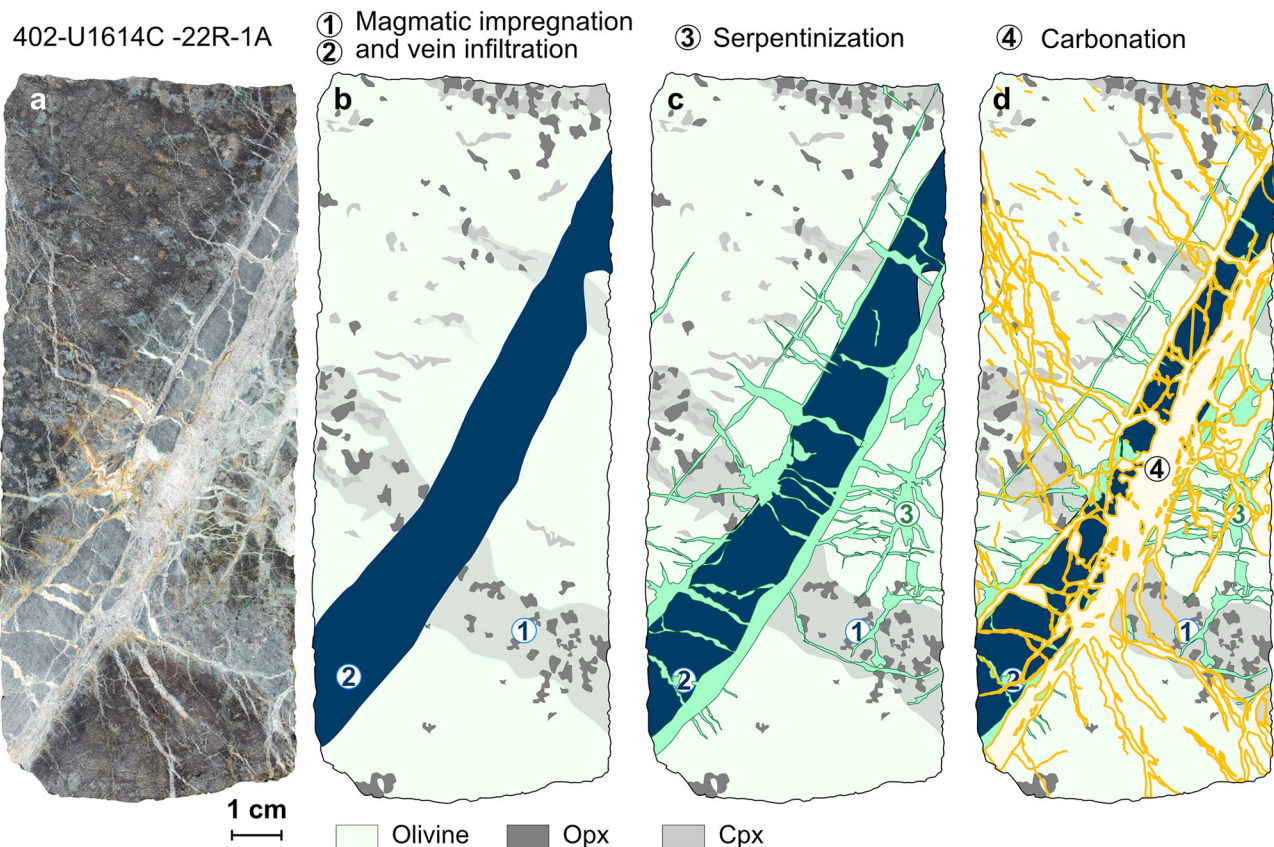 402-U1614C -22R-1A
① Magmatic impregnation
② and vein infiltration
③ Serpentinization
④ Carbonation
a
b
c
d
4
3
3
1
1
1
2
2
2
1 cm
Olivine
Opx
Cpx